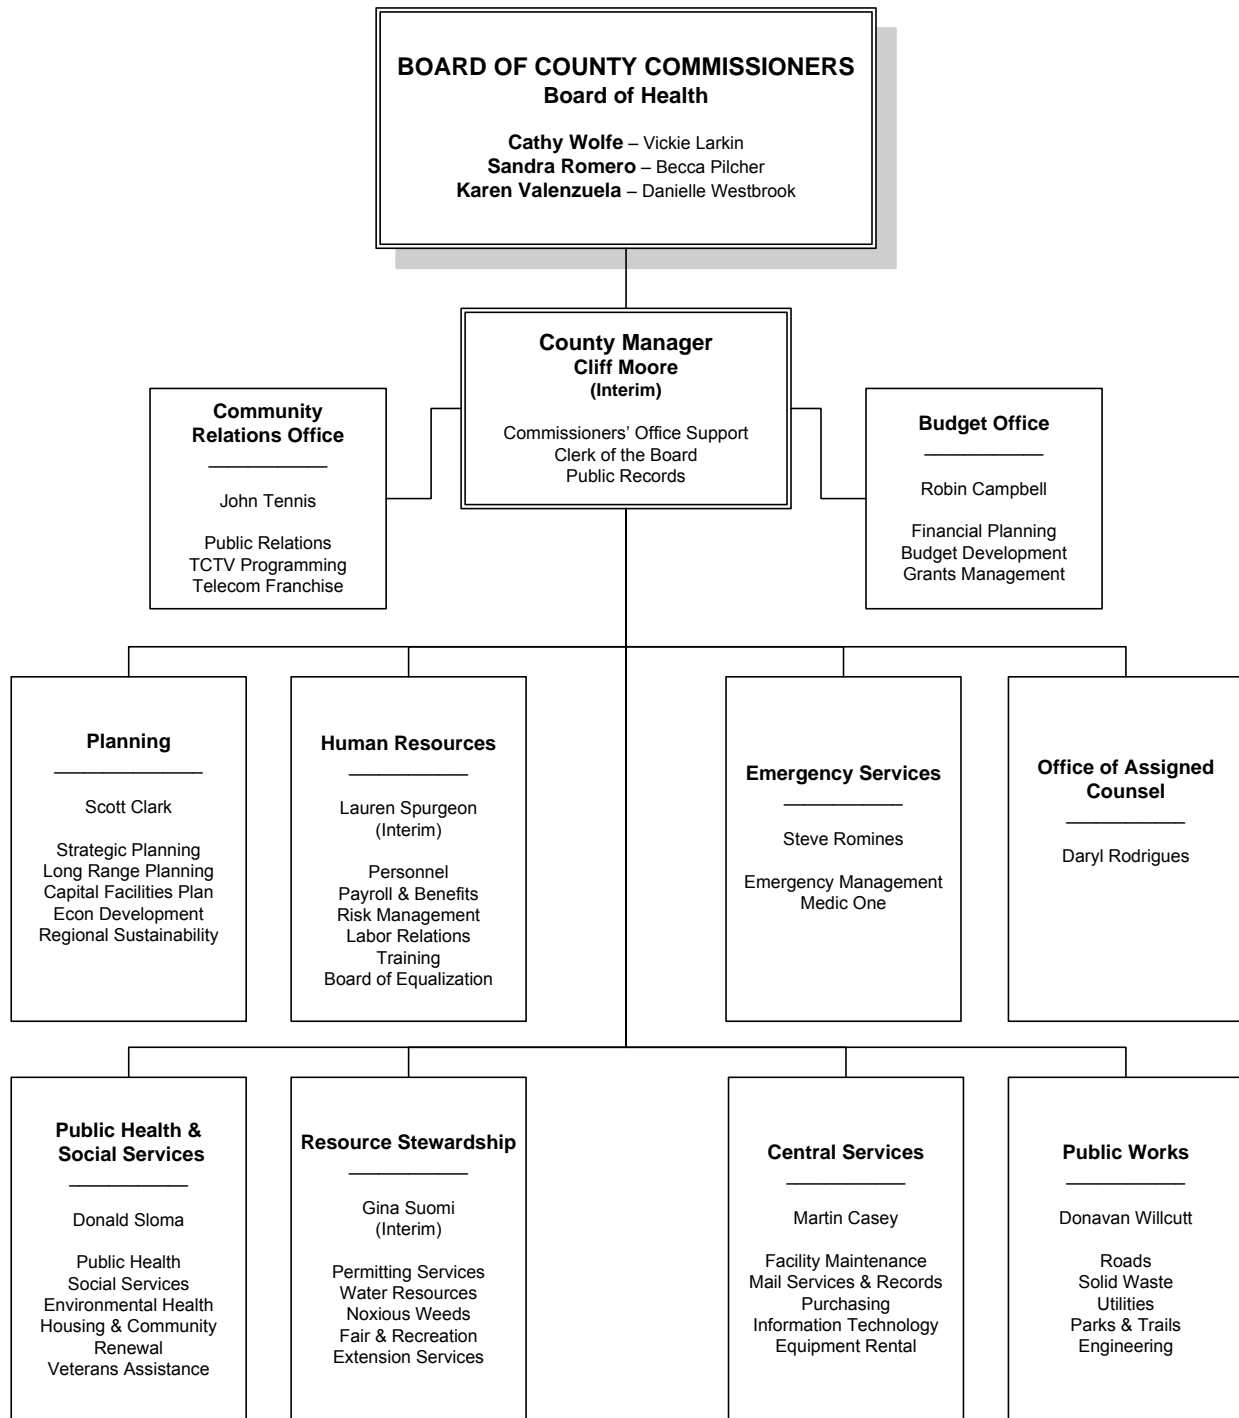 BOARD OF COUNTY COMMISSIONERS
Board of Health
Cathy Wolfe – Vickie Larkin
Sandra Romero – Becca Pilcher
Karen Valenzuela – Danielle Westbrook
County Manager
Cliff Moore
(Interim)
Commissioners' Office Support
Clerk of the Board
Public Records
Community
Relations Office
John Tennis
Public Relations
TCTV Programming
Telecom Franchise
Budget Office
Robin Campbell
Financial Planning
Budget Development
Grants Management
Planning
Scott Clark
Strategic Planning
Long Range Planning
Capital Facilities Plan
Econ Development
Regional Sustainability
Human Resources
Lauren Spurgeon
(Interim)
Personnel
Payroll & Benefits
Risk Management
Labor Relations
Training
Board of Equalization
Emergency Services
Steve Romines
Emergency Management
Medic One
Office of Assigned
Counsel
Daryl Rodrigues
Public Health &
Social Services
Donald Sloma
Public Health
Social Services
Environmental Health
Housing & Community
Renewal
Veterans Assistance
Resource Stewardship
Gina Suomi
(Interim)
Permitting Services
Water Resources
Noxious Weeds
Fair & Recreation
Extension Services
Central Services
Martin Casey
Facility Maintenance
Mail Services & Records
Purchasing
Information Technology
Equipment Rental
Public Works
Donavan Willcutt
Roads
Solid Waste
Utilities
Parks & Trails
Engineering